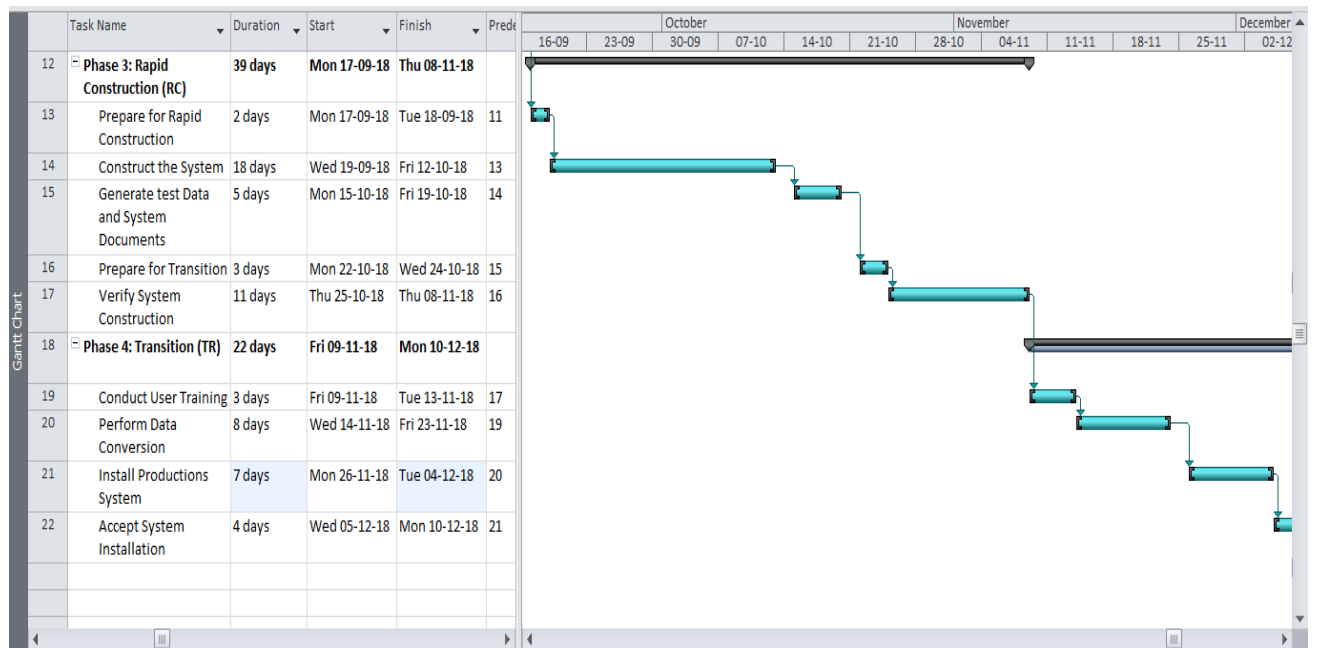 Task Name Duration Start Finish Prede
October November December
16-09 23-09 30-09 07-10 14-10 21-10 28-10 04-11 11-11 18-11 25-11 02-12
12 Phase 3: Rapid 39 days Mon 17-09-18 Thu 08-11-18
Construction (RC)
13 Prepare for Rapid 2 days Mon 17-09-18 Tue 18-09-18 11
Construction
14 Construct the System 18 days Wed 19-09-18 Fri 12-10-18 13
15 Generate test Data 5 days Mon 15-10-18 Fri 19-10-18 14
and System
Documents
16 Prepare for Transition 3 days Mon 22-10-18 Wed 24-10-18 15
17 Verify System 11 days Thu 25-10-18 Thu 08-11-18 16
Construction
18 Phase 4: Transition (TR) 22 days Fri 09-11-18 Mon 10-12-18
19 Conduct User Training 3 days Fri 09-11-18 Tue 13-11-18 17
20 Perform Data 8 days Wed 14-11-18 Fri 23-11-18 19
Conversion
21 Install Productions 7 days Mon 26-11-18 Tue 04-12-18 20
System
22 Accept System 4 days Wed 05-12-18 Mon 10-12-18 21
Installation
Gantt Chart